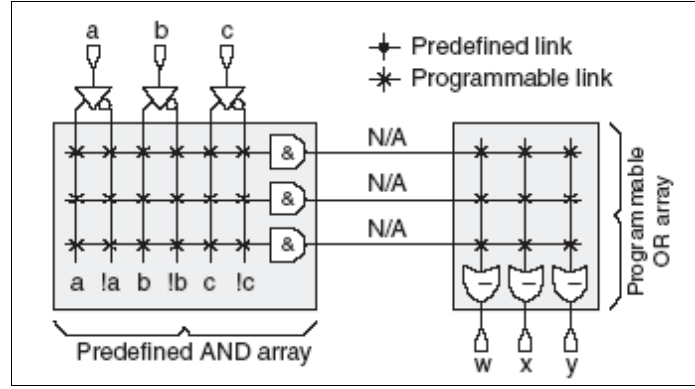 a b c
Predefined link
Programmable link
& N/A
& N/A
& N/A
a !a b !b c !c
Predefined AND array
Programmable
OR array
w x y